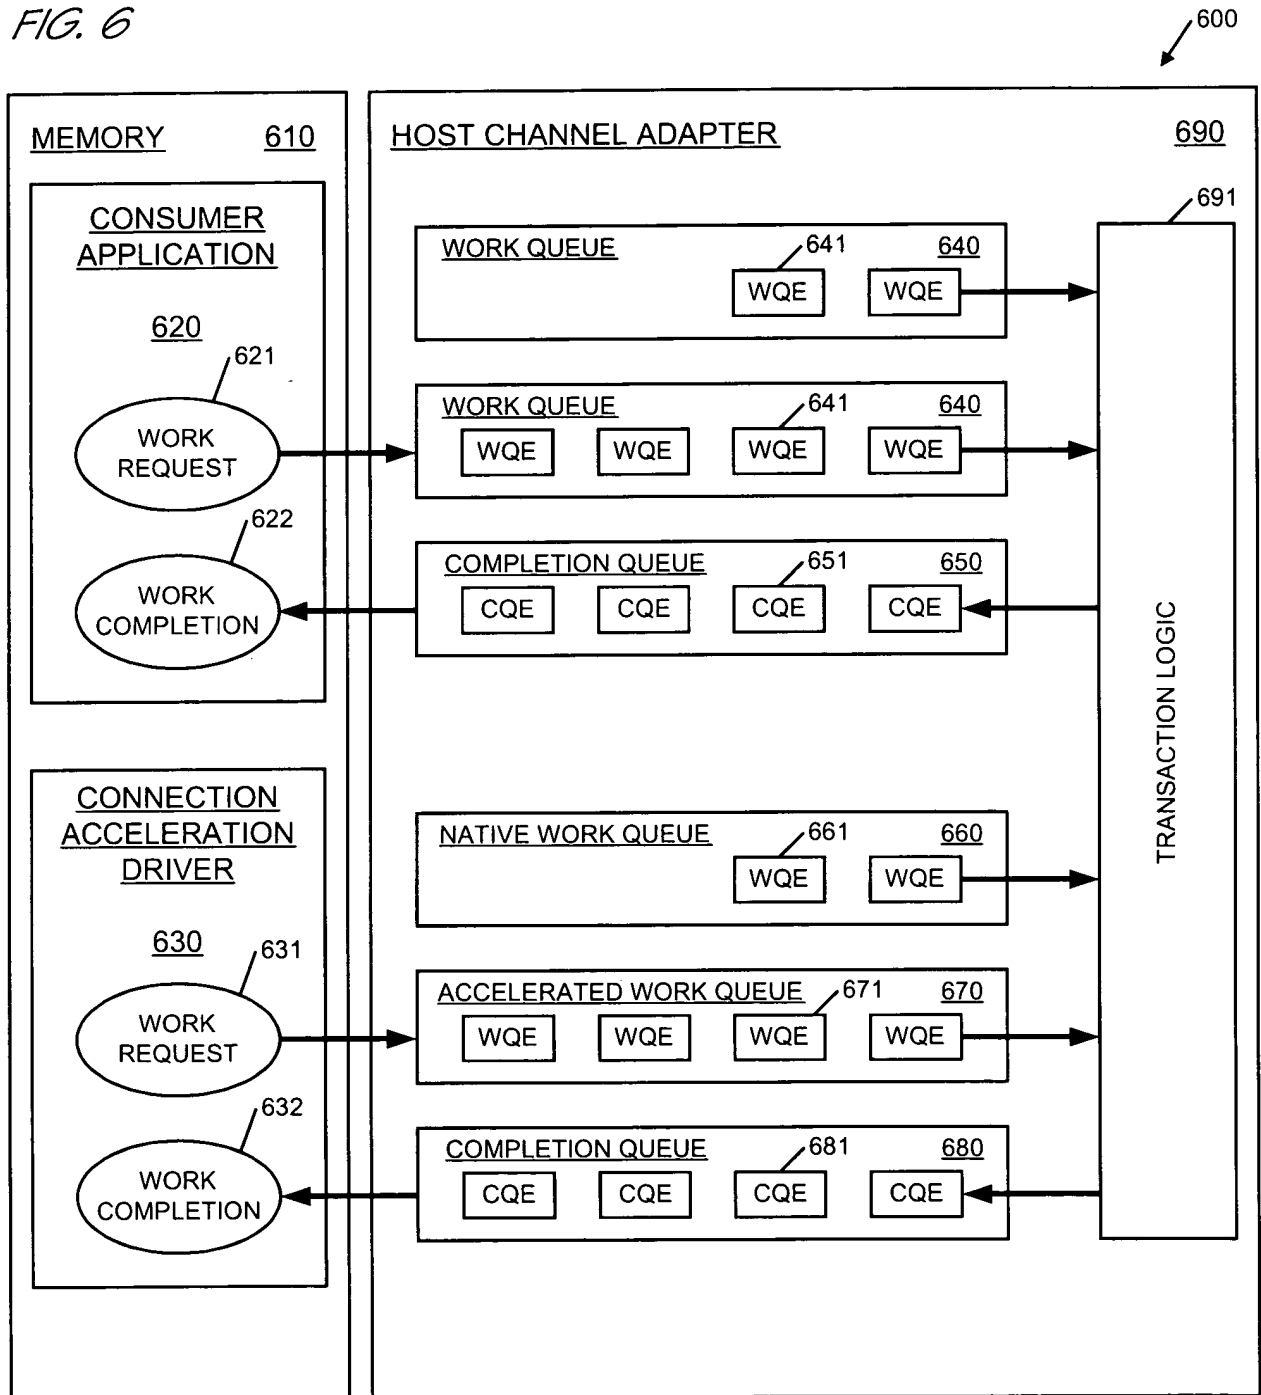 FIG. 6
600
MEMORY 610
HOST CHANNEL ADAPTER 690
691
CONSUMER
APPLICATION
620
621
WORK
REQUEST
622
WORK
COMPLETION
WORK QUEUE 641 640
WQE WQE
WORK QUEUE 641 640
WQE WQE WQE WQE
COMPLETION QUEUE 651 650
CQE CQE CQE CQE
TRANSACTION LOGIC
CONNECTION
ACCELERATION
DRIVER
630
631
WORK
REQUEST
632
WORK
COMPLETION
NATIVE WORK QUEUE 661 660
WQE WQE
ACCELERATED WORK QUEUE 671 670
WQE WQE WQE WQE
COMPLETION QUEUE 681 680
CQE CQE CQE CQE